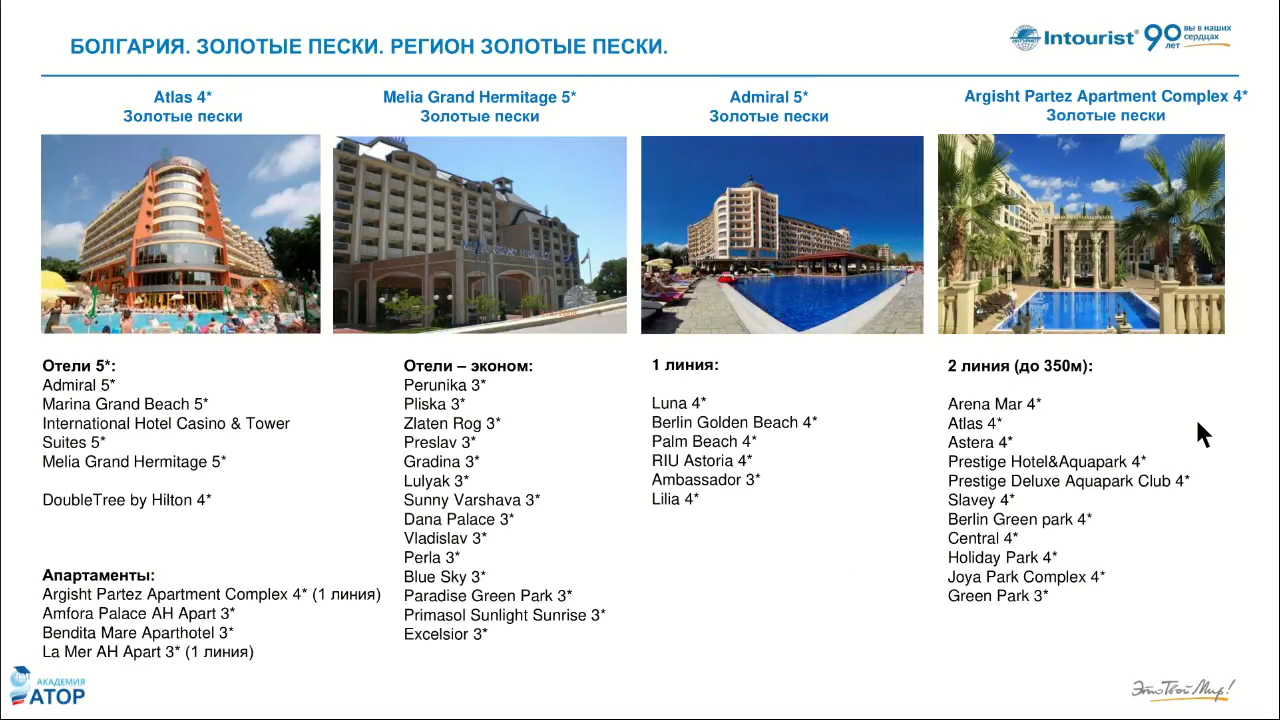 БОЛГАРИЯ. ЗОЛОТЫЕ ПЕСКИ. РЕГИОН ЗОЛОТЫЕ ПЕСКИ.
Intourist® 90 лет вы в наших сердцах
Atlas 4*
Золотые пески
Melia Grand Hermitage 5*
Золотые пески
Admiral 5*
Золотые пески
Argisht Partez Apartment Complex 4*
Золотые пески
MELIA GRAND HERMITAGE
Отели 5*:
Admiral 5*
Marina Grand Beach 5*
International Hotel Casino & Tower
Suites 5*
Melia Grand Hermitage 5*
DoubleTree by Hilton 4*
Апартаменты:
Argisht Partez Apartment Complex 4* (1 линия)
Amfora Palace AH Apart 3*
Bendita Mare Aparthotel 3*
La Mer AH Apart 3* (1 линия)
Отели – эконом:
Perunika 3*
Pliska 3*
Zlaten Rog 3*
Preslav 3*
Gradina 3*
Lulyak 3*
Sunny Varshava 3*
Dana Palace 3*
Vladislav 3*
Perla 3*
Blue Sky 3*
Paradise Green Park 3*
Primasol Sunlight Sunrise 3*
Excelsior 3*
1 линия:
Luna 4*
Berlin Golden Beach 4*
Palm Beach 4*
RIU Astoria 4*
Ambassador 3*
Lilia 4*
2 линия (до 350м):
Arena Mar 4*
Atlas 4*
Astera 4*
Prestige Hotel&Aquapark 4*
Prestige Deluxe Aquapark Club 4*
Slavey 4*
Berlin Green park 4*
Central 4*
Holiday Park 4*
Joya Park Complex 4*
Green Park 3*
АКАДЕМИЯ
АТОР
Это Твой Мир!